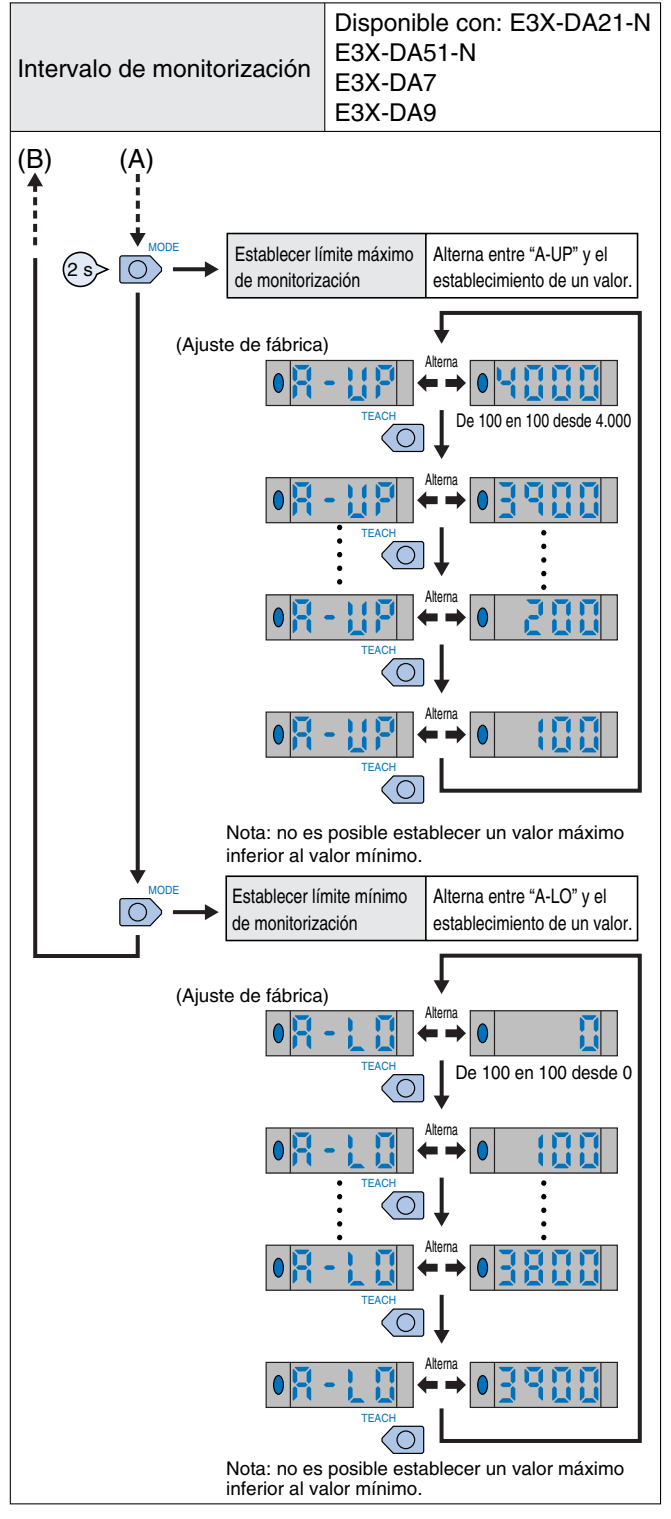 Intervalo de monitorización
Disponible con: E3X-DA21-N
E3X-DA51-N
E3X-DA7
E3X-DA9
(B)
(A)
MODE
2 s
Establecer límite máximo
de monitorización
Alterna entre “A-UP” y el
establecimiento de un valor.
(Ajuste de fábrica)
A-UP
Alterna
4000
TEACH
De 100 en 100 desde 4.000
A-UP
Alterna
3900
TEACH
A-UP
Alterna
200
TEACH
A-UP
Alterna
100
TEACH
Nota: no es posible establecer un valor máximo
inferior al valor mínimo.
MODE
Establecer límite mínimo
de monitorización
Alterna entre “A-LO” y el
establecimiento de un valor.
(Ajuste de fábrica)
A-LO
Alterna
0
TEACH
De 100 en 100 desde 0
A-LO
Alterna
100
TEACH
A-LO
Alterna
3800
TEACH
A-LO
Alterna
3900
TEACH
Nota: no es posible establecer un valor máximo
inferior al valor mínimo.